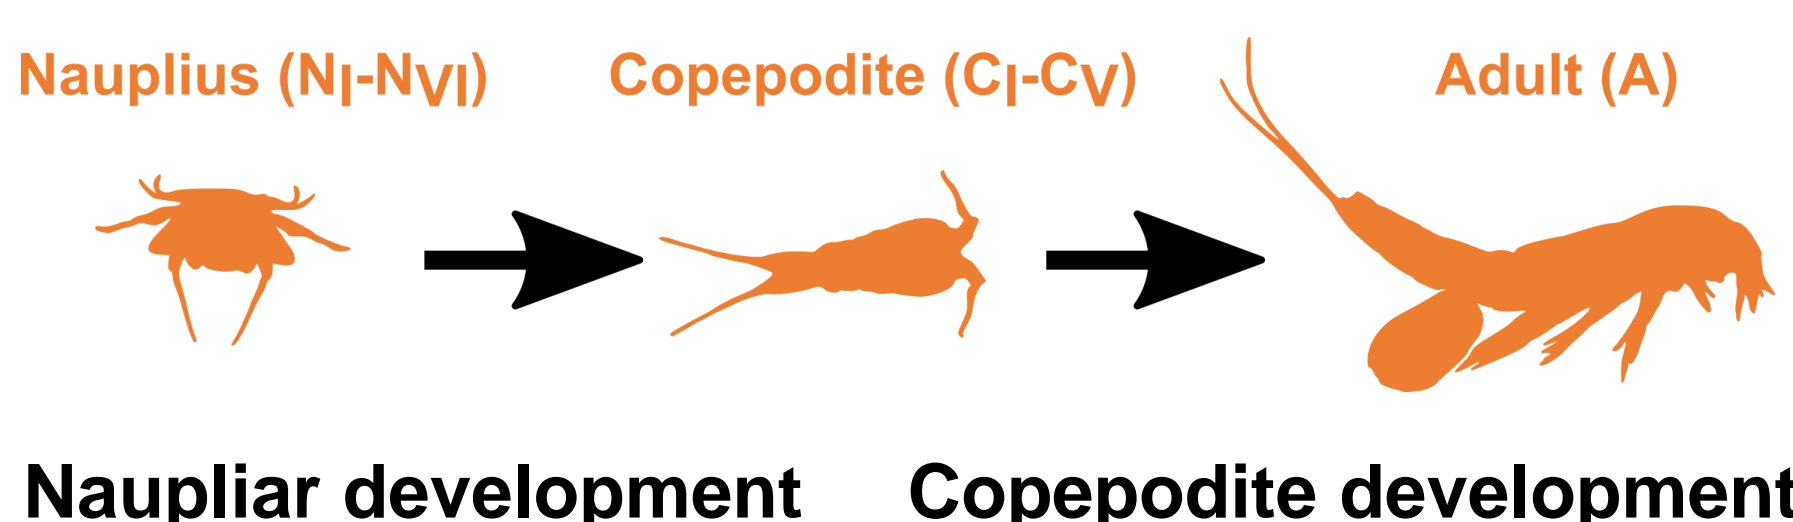 Nauplius (NI-NVI) Copepodite (CI-CV) Adult (A)
Naupliar development Copepodite development